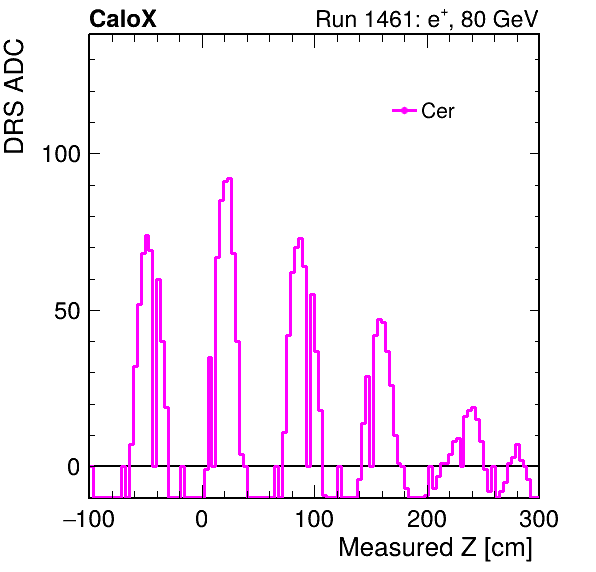 CaloX Run 1461: e⁺, 80 GeV
DRS ADC
Cer
100
50
0
−100 0 100 200 300
Measured Z [cm]